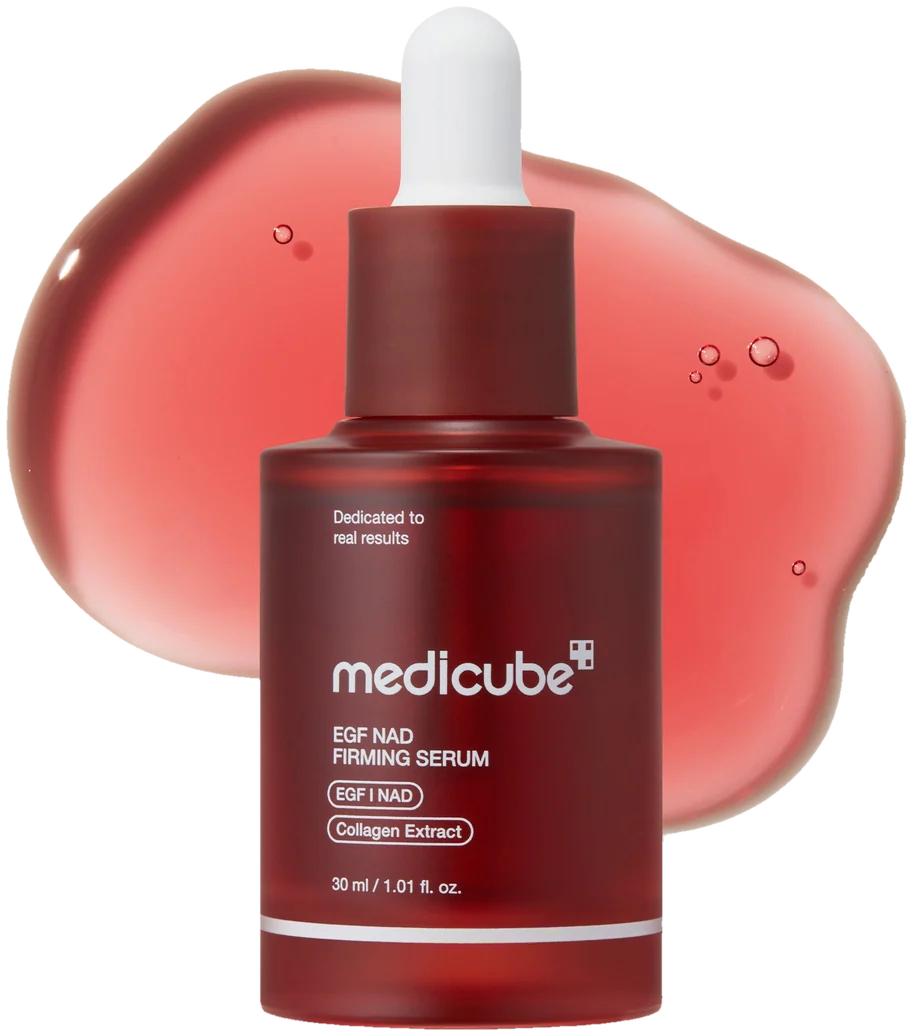 Dedicated to
real results
medicube
EGF NAD
FIRMING SERUM
EGF | NAD
Collagen Extract
30 ml / 1.01 fl. oz.